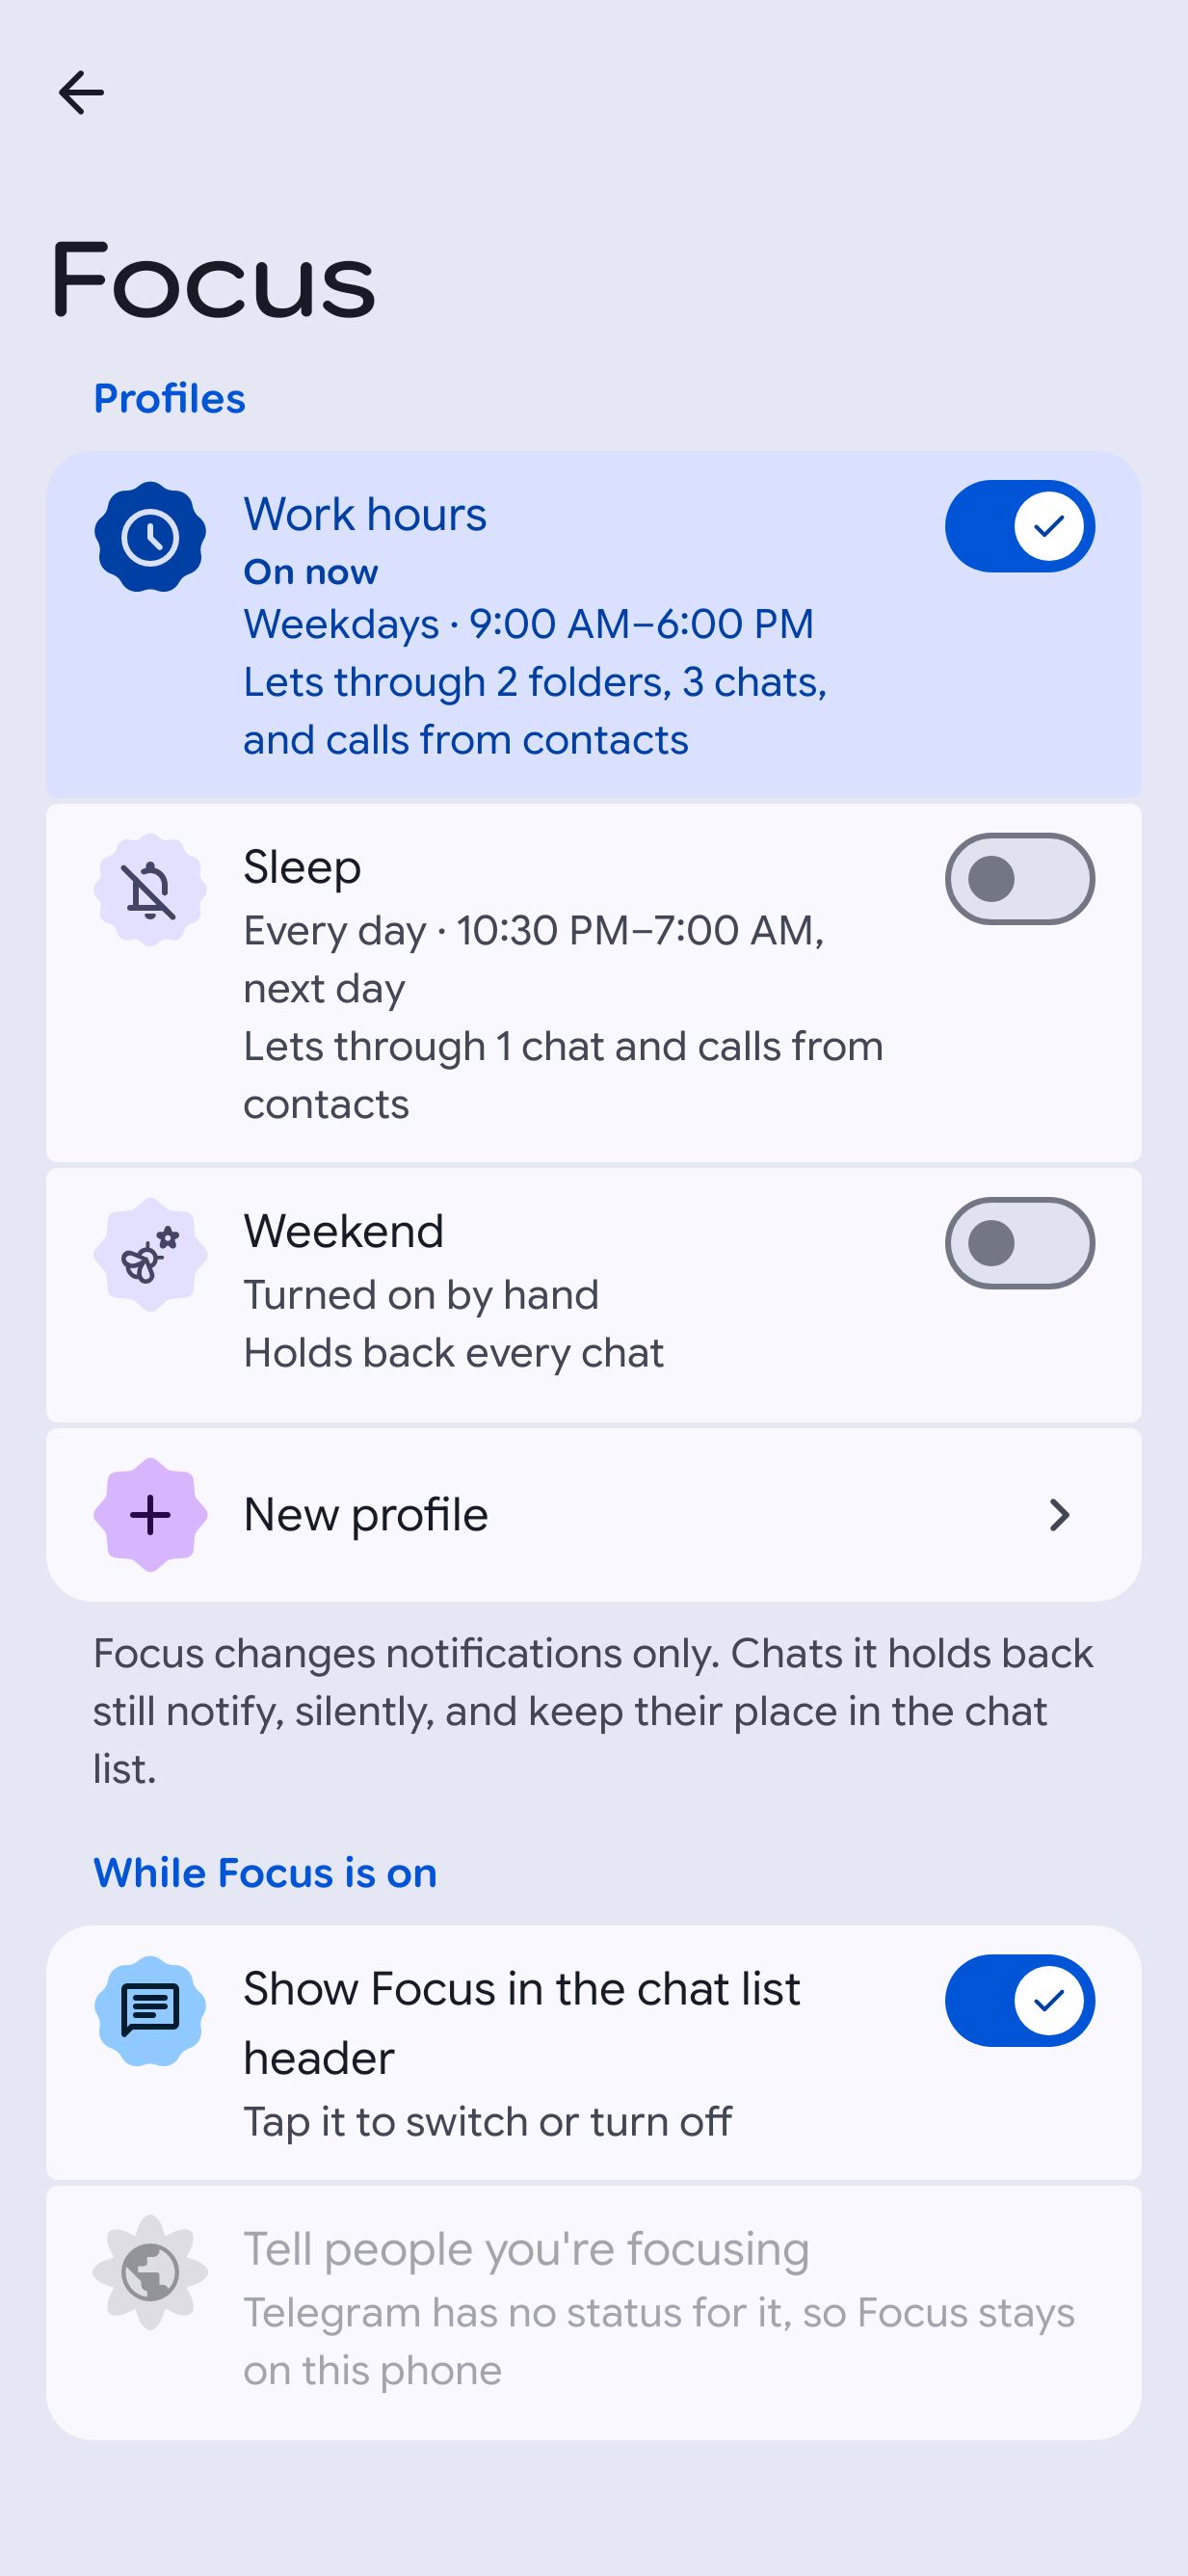 Focus
Profiles
Work hours
On now
Weekdays · 9:00 AM–6:00 PM
Lets through 2 folders, 3 chats,
and calls from contacts
Sleep
Every day · 10:30 PM–7:00 AM,
next day
Lets through 1 chat and calls from
contacts
Weekend
Turned on by hand
Holds back every chat
New profile
Focus changes notifications only. Chats it holds back
still notify, silently, and keep their place in the chat
list.
While Focus is on
Show Focus in the chat list
header
Tap it to switch or turn off
Tell people you're focusing
Telegram has no status for it, so Focus stays
on this phone